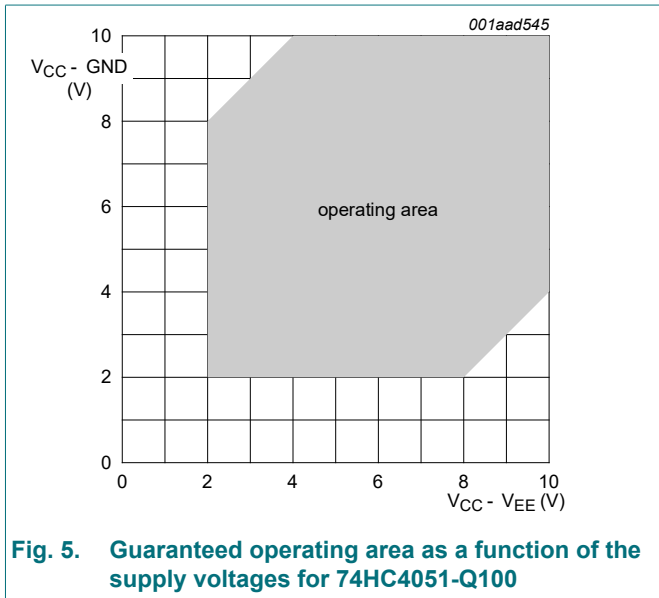 001aad545
10
VCC - GND
(V)
8
6
operating area
4
2
0
0 2 4 6 8 10
VCC - VEE (V)
Fig. 5. Guaranteed operating area as a function of the
supply voltages for 74HC4051-Q100